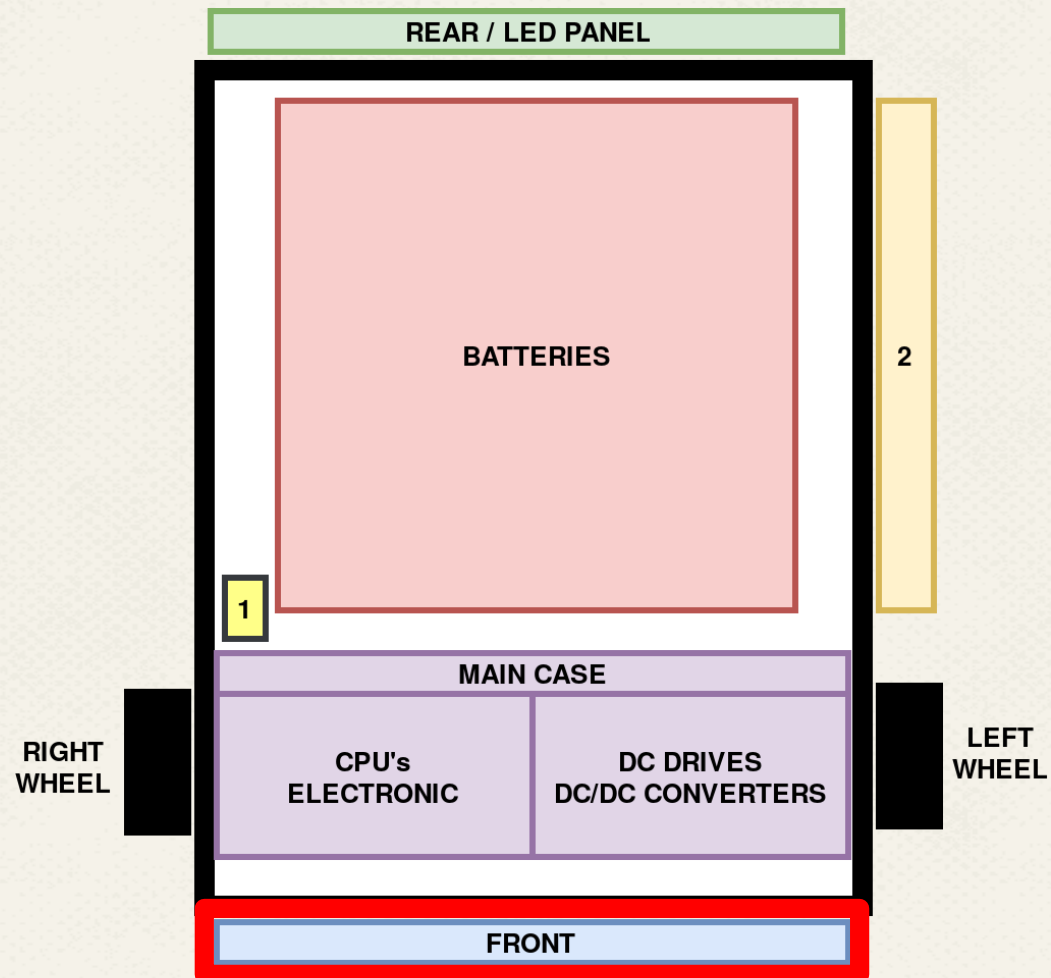 REAR / LED PANEL
BATTERIES
2
1
MAIN CASE
RIGHT
WHEEL
CPU's
ELECTRONIC
DC DRIVES
DC/DC CONVERTERS
LEFT
WHEEL
FRONT